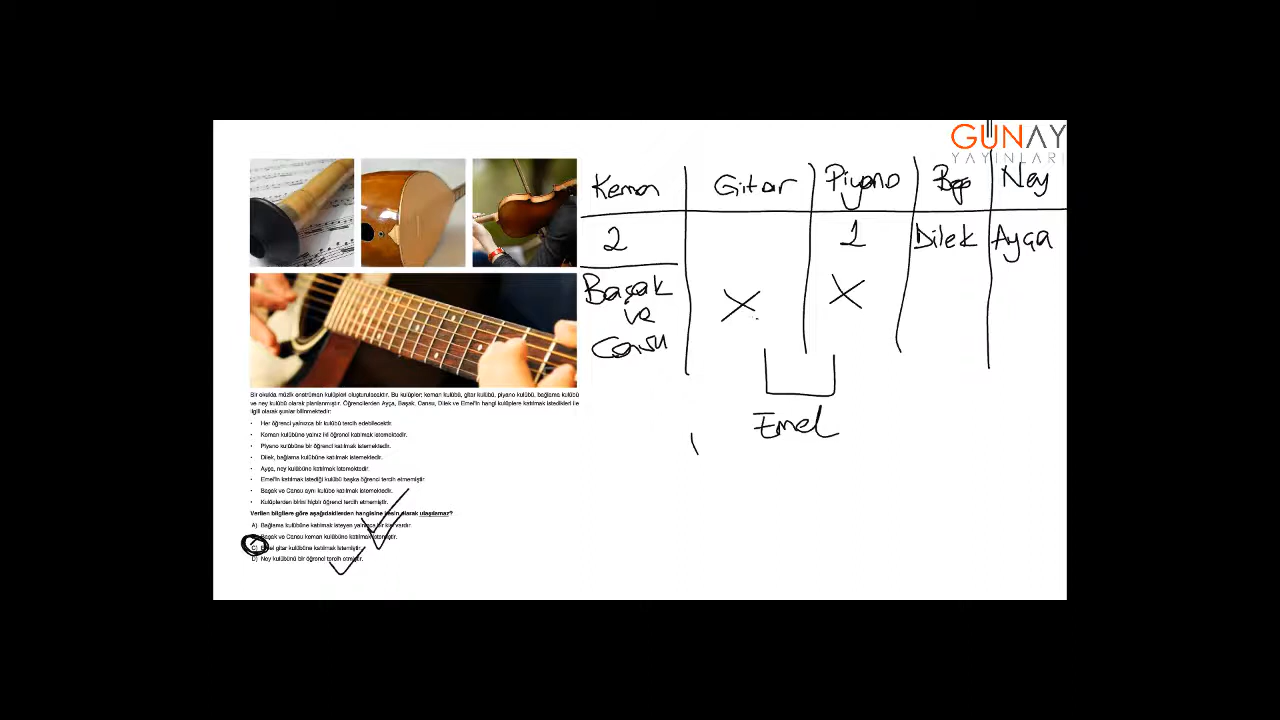 GÜNAY
YAYINLARI
Keman Gitar Piyano Bağ Ney
2 1 Dilek Ayça
Başak
ve
Cansu
Emel
Bir okulda müzik enstrüman kulüpleri oluşturulacaktır. Bu kulüpler; keman kulübü, gitar kulübü, piyano kulübü, bağlama kulübü
ve ney kulübü olarak planlanmıştır. Öğrencilerden Ayça, Başak, Cansu, Dilek ve Emel'in hangi kulüplere katılmak istedikleri ile
ilgili olarak şunlar bilinmektedir:
• Her öğrenci yalnızca bir kulübü tercih edebilecektir.
• Keman kulübüne yalnız iki öğrenci katılmak istemektedir.
• Piyano kulübüne bir öğrenci katılmak istemektedir.
• Dilek, bağlama kulübüne katılmak istemektedir.
• Ayça, ney kulübüne katılmak istemektedir.
• Emel'in katılmak istediği kulübü başka öğrenci tercih etmemiştir.
• Başak ve Cansu aynı kulübe katılmak istemektedir.
• Kulüplerden birisi hiçbir öğrenci tercih etmemiştir.
Verilen bilgilere göre aşağıdakilerden hangisine kesin olarak ulaşılamaz?
A) Bağlama kulübüne katılmak isteyen yalnızca bir kişi vardır.
Başak ve Cansu keman kulübüne katılmak istemiştir.
C) Emel gitar kulübüne katılmak istemiştir.
D) Ney kulübünü bir öğrenci tercih etmiştir.